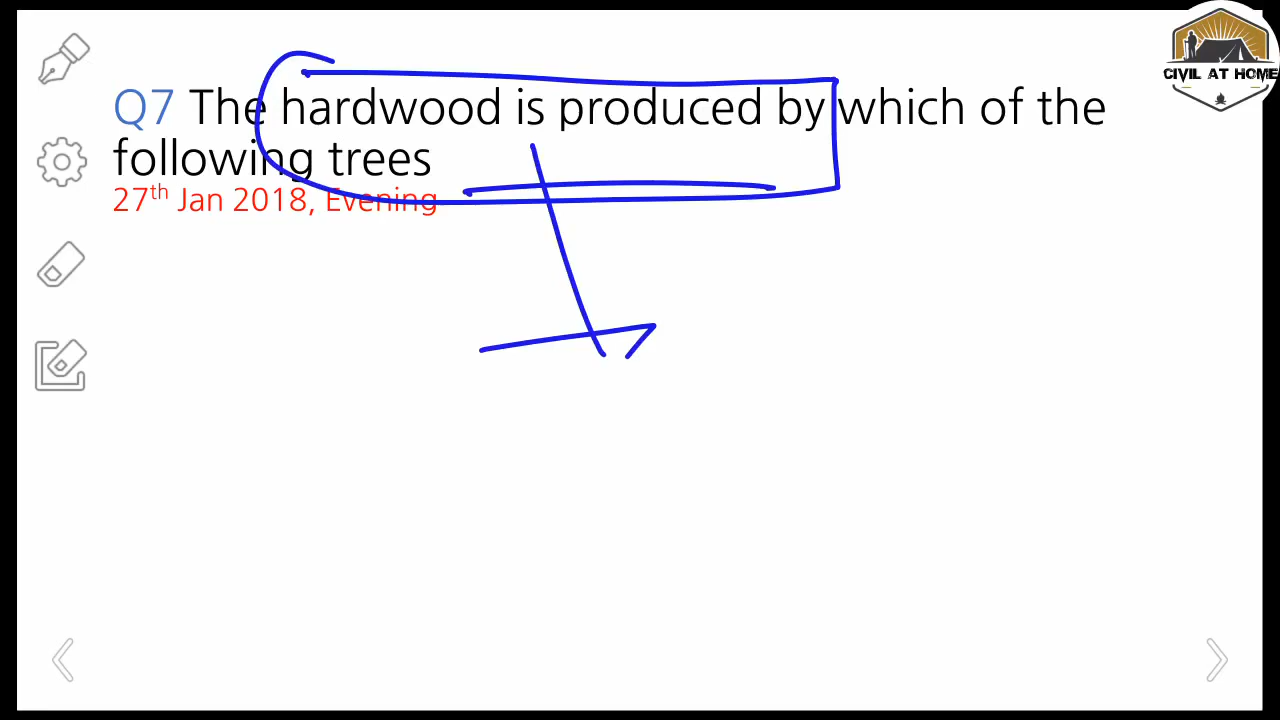 Q7 The hardwood is produced by which of the
following trees
27th Jan 2018, Evening
CIVIL AT HOME